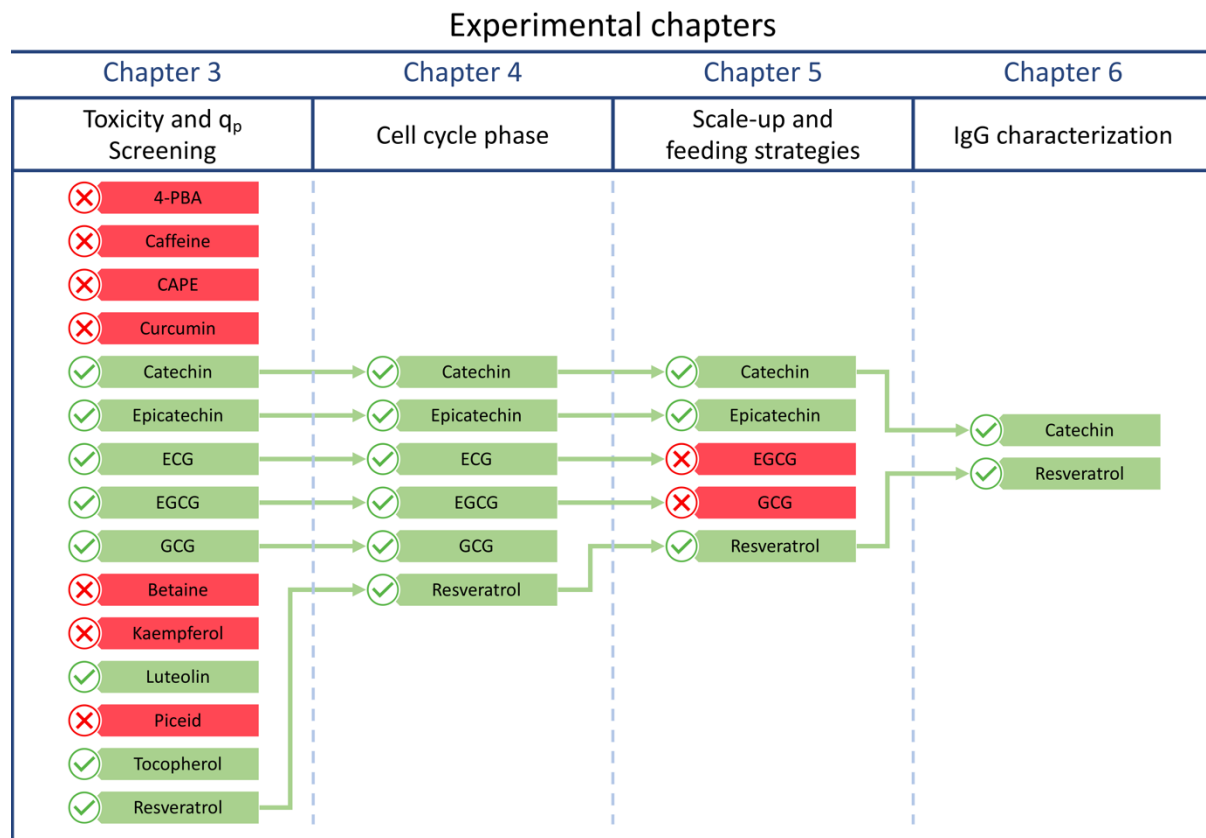 Experimental chapters
Chapter 3
Chapter 4
Chapter 5
Chapter 6
Toxicity and qp
Screening
Cell cycle phase
Scale-up and
feeding strategies
IgG characterization
4-PBA
Caffeine
CAPE
Curcumin
Catechin
Epicatechin
ECG
EGCG
GCG
Betaine
Kaempferol
Luteolin
Piceid
Tocopherol
Resveratrol
Catechin
Epicatechin
ECG
EGCG
GCG
Resveratrol
Catechin
Epicatechin
EGCG
GCG
Resveratrol
Catechin
Resveratrol